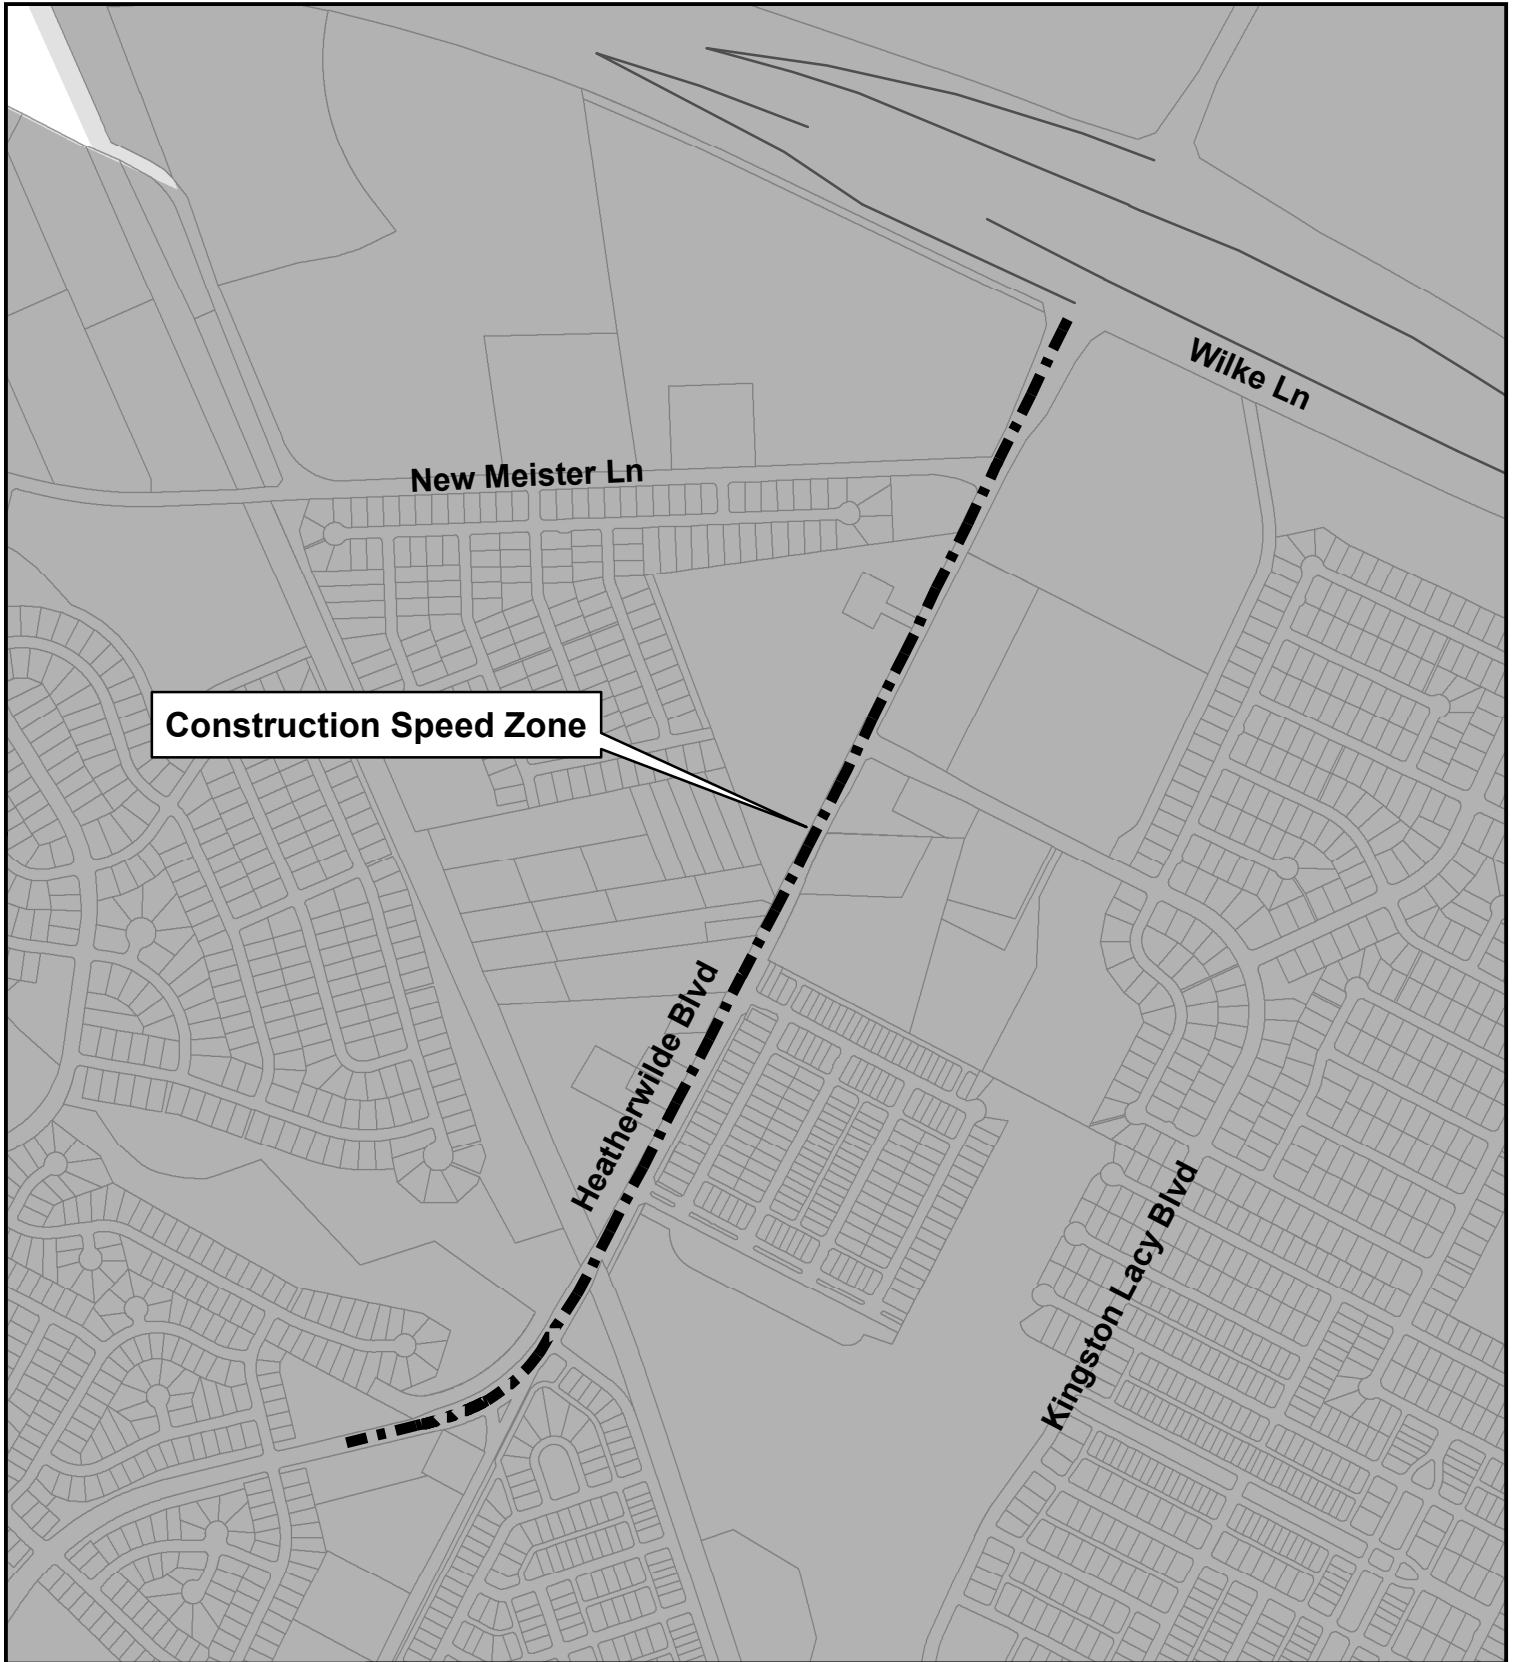 Wilke Ln
New Meister Ln
Construction Speed Zone
Heatherwilde Blvd
Kingston Lacy Blvd